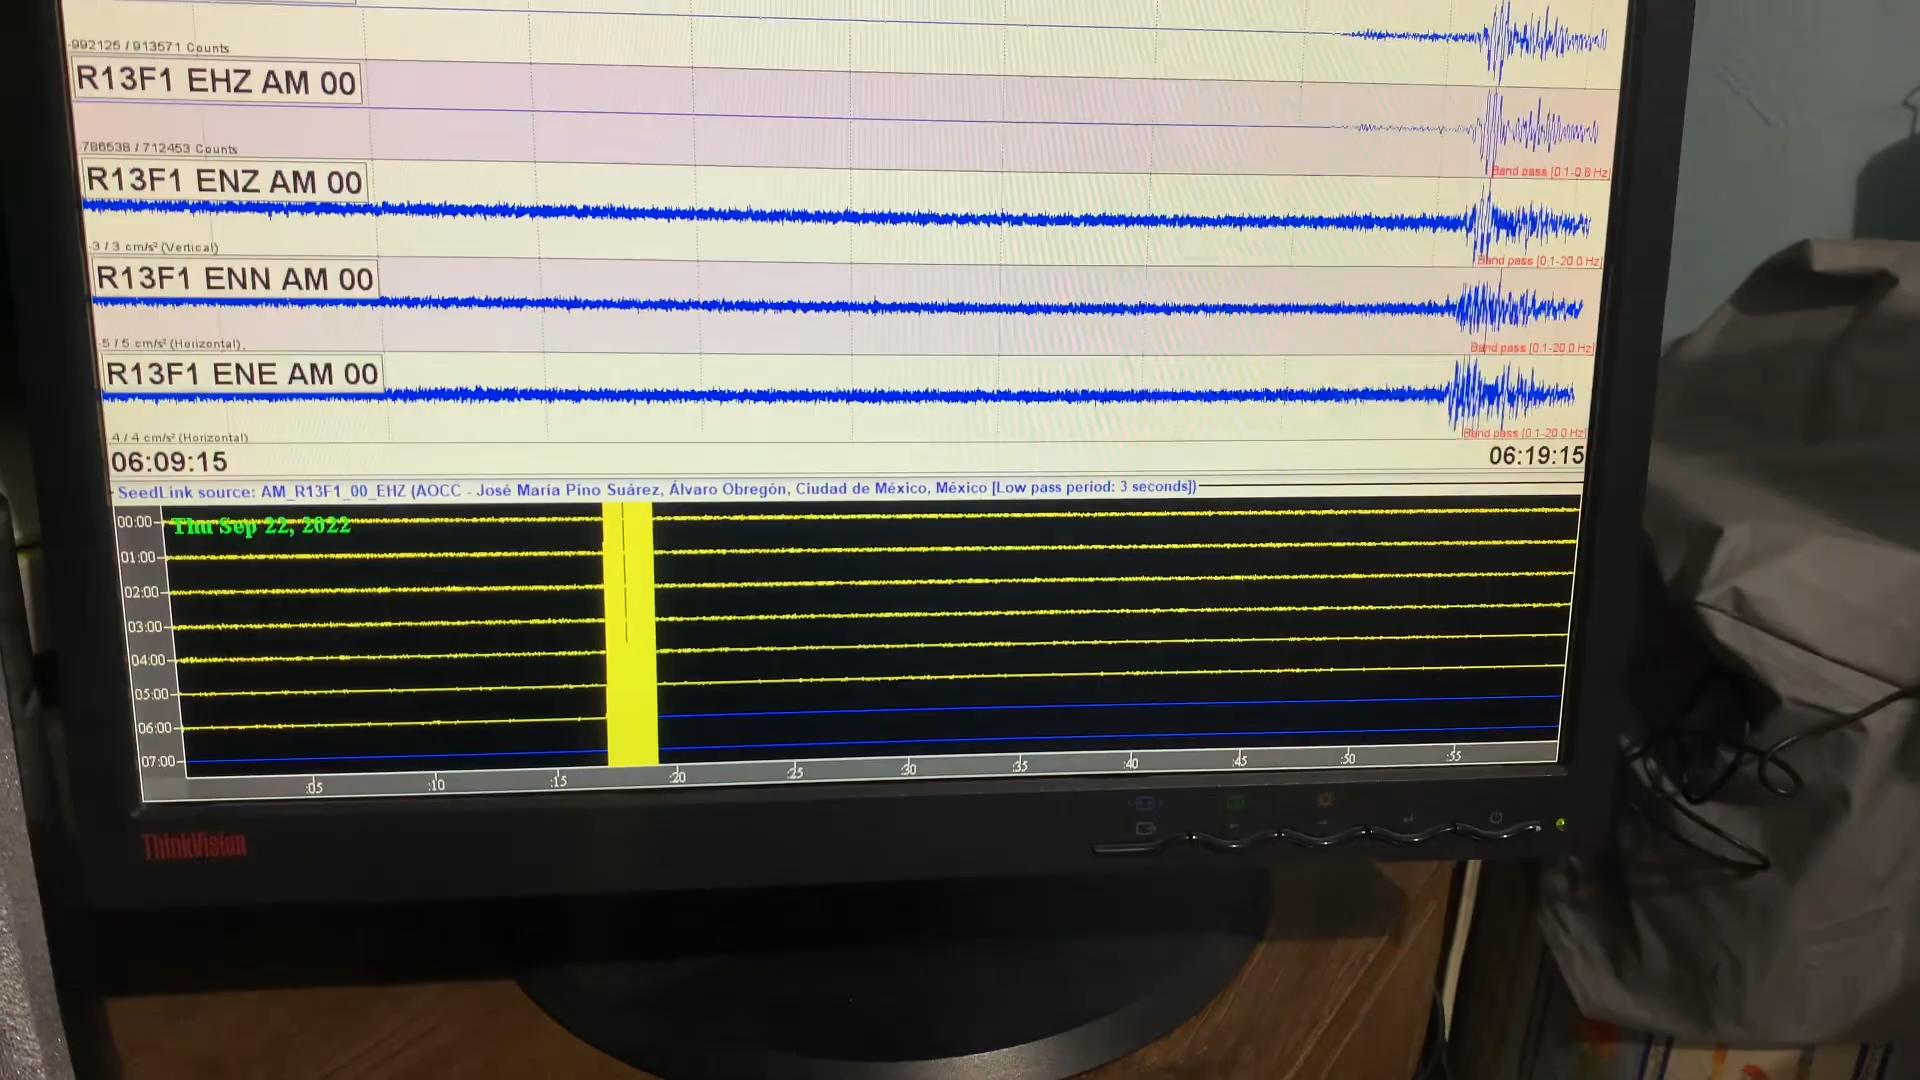 -992125 / 913571 Counts
R13F1 EHZ AM 00
-786538 / 712453 Counts
Band pass [0.1-0.8 Hz]
R13F1 ENZ AM 00
-3 / 3 cm/s² (Vertical)
Band pass [0.1-20.0 Hz]
R13F1 ENN AM 00
-5 / 5 cm/s² (Horizontal)
Band pass [0.1-20.0 Hz]
R13F1 ENE AM 00
-4 / 4 cm/s² (Horizontal)
Band pass [0.1-20.0 Hz]
06:09:15 06:19:15
SeedLink source: AM_R13F1_00_EHZ (AOCC - José María Pino Suárez, Álvaro Obregón, Ciudad de México, México [Low pass period: 3 seconds])
00:00 Thu Sep 22, 2022
01:00
02:00
03:00
04:00
05:00
06:00
07:00
:05 :10 :15 :20 :25 :30 :35 :40 :45 :50 :55
ThinkVision